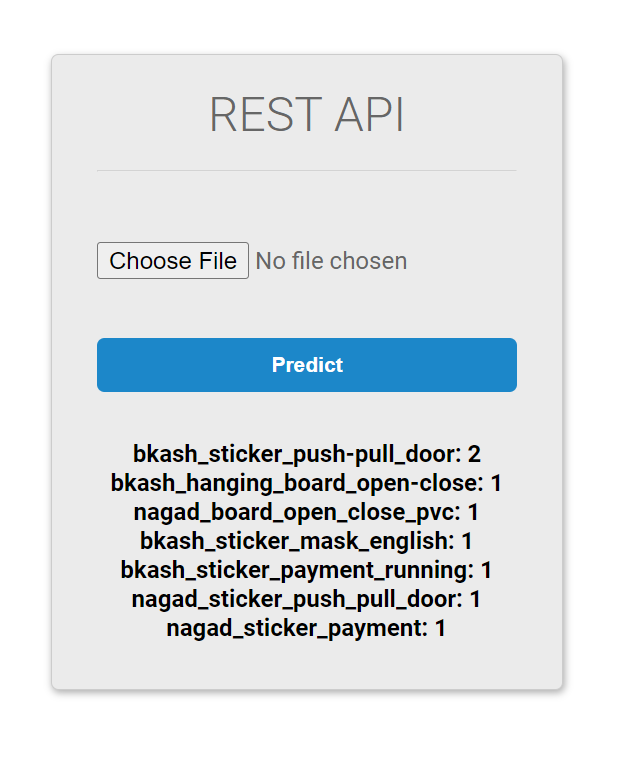 REST API
Choose File No file chosen
Predict
bkash_sticker_push-pull_door: 2
bkash_hanging_board_open-close: 1
nagad_board_open_close_pvc: 1
bkash_sticker_mask_english: 1
bkash_sticker_payment_running: 1
nagad_sticker_push_pull_door: 1
nagad_sticker_payment: 1